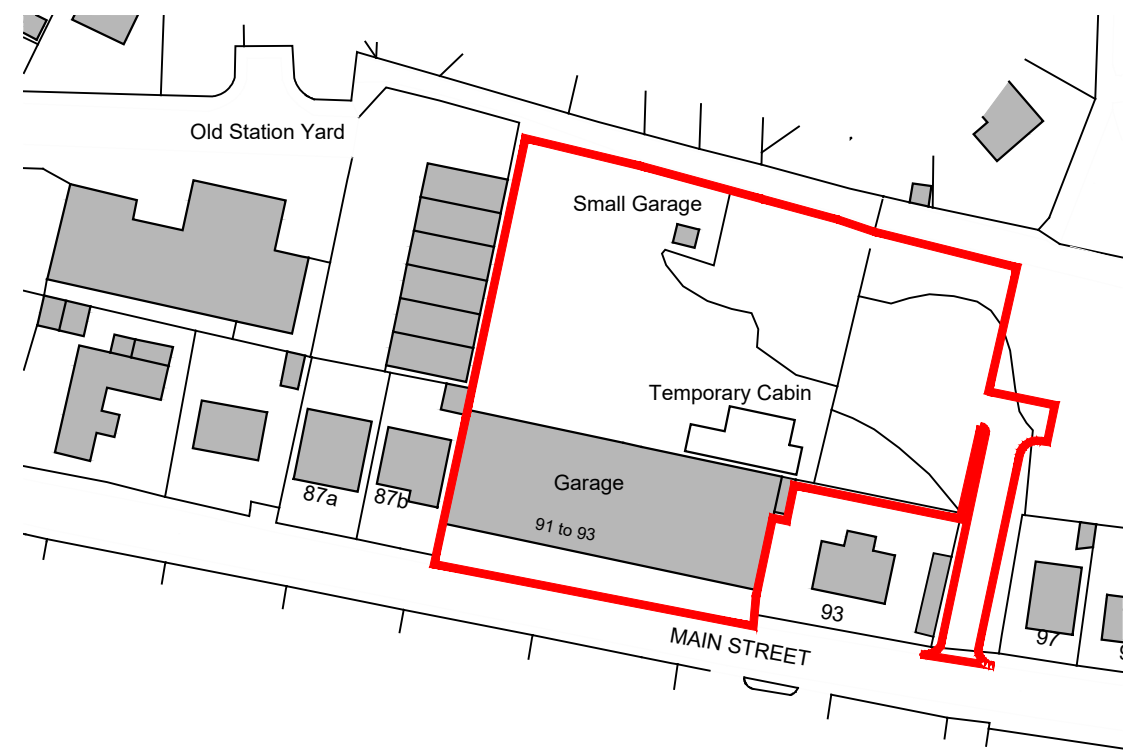 Old Station Yard
Small Garage
Temporary Cabin
Garage
87a
87b
91 to 93
93
97
MAIN STREET